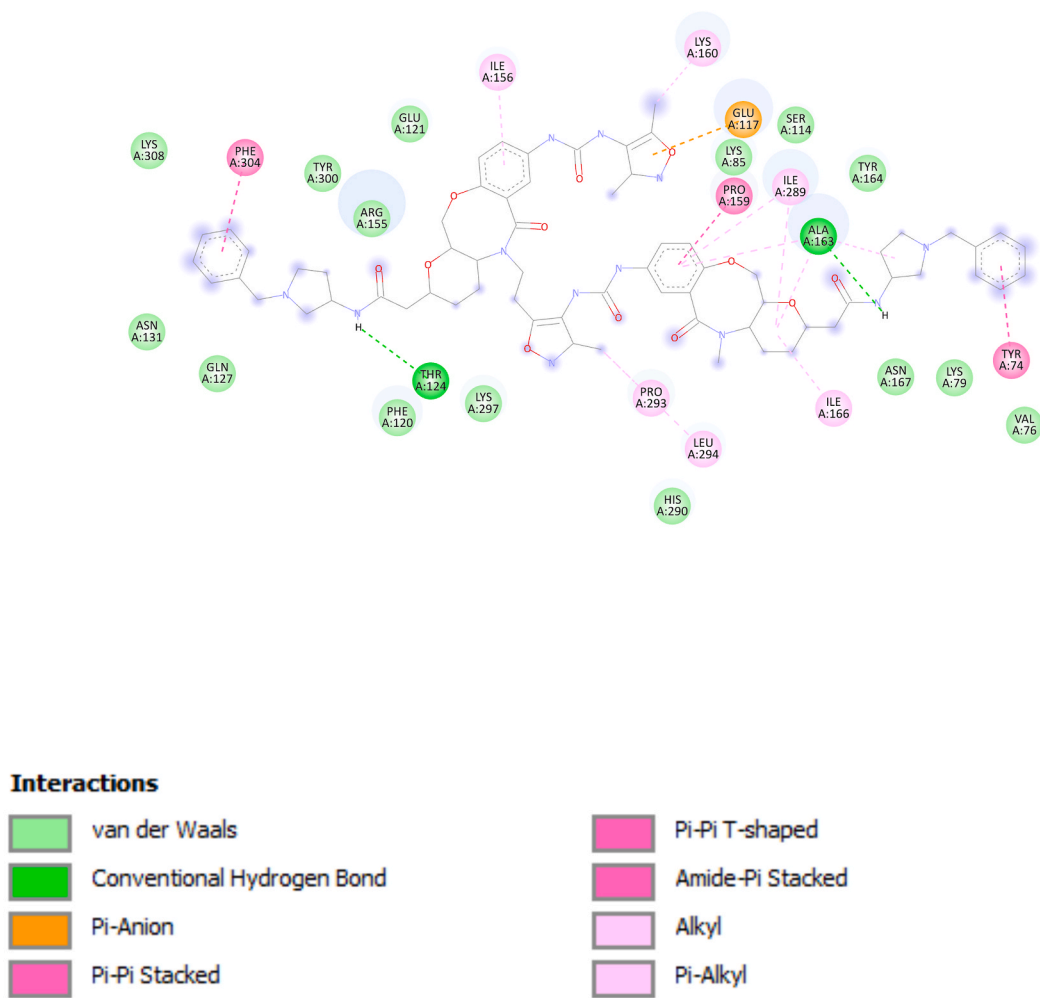 LYS
A:160
ILE
A:156
GLU
A:117
SER
A:114
GLU
A:121
LYS
A:308
PHE
A:304
TYR
A:300
LYS
A:85
ILE
A:289
TYR
A:164
PRO
A:159
ARG
A:155
ALA
A:163
N
N
O
O
N
O
O
N
O
N
O
N
H
O
N
N
O
O
N
N
O
O
N
O
O
N
H
N
ASN
A:131
GLN
A:127
THR
A:124
PHE
A:120
LYS
A:297
PRO
A:293
LEU
A:294
ILE
A:166
ASN
A:167
LYS
A:79
TYR
A:74
VAL
A:76
HIS
A:290
Interactions
van der Waals
Conventional Hydrogen Bond
Pi-Anion
Pi-Pi Stacked
Pi-Pi T-shaped
Amide-Pi Stacked
Alkyl
Pi-Alkyl